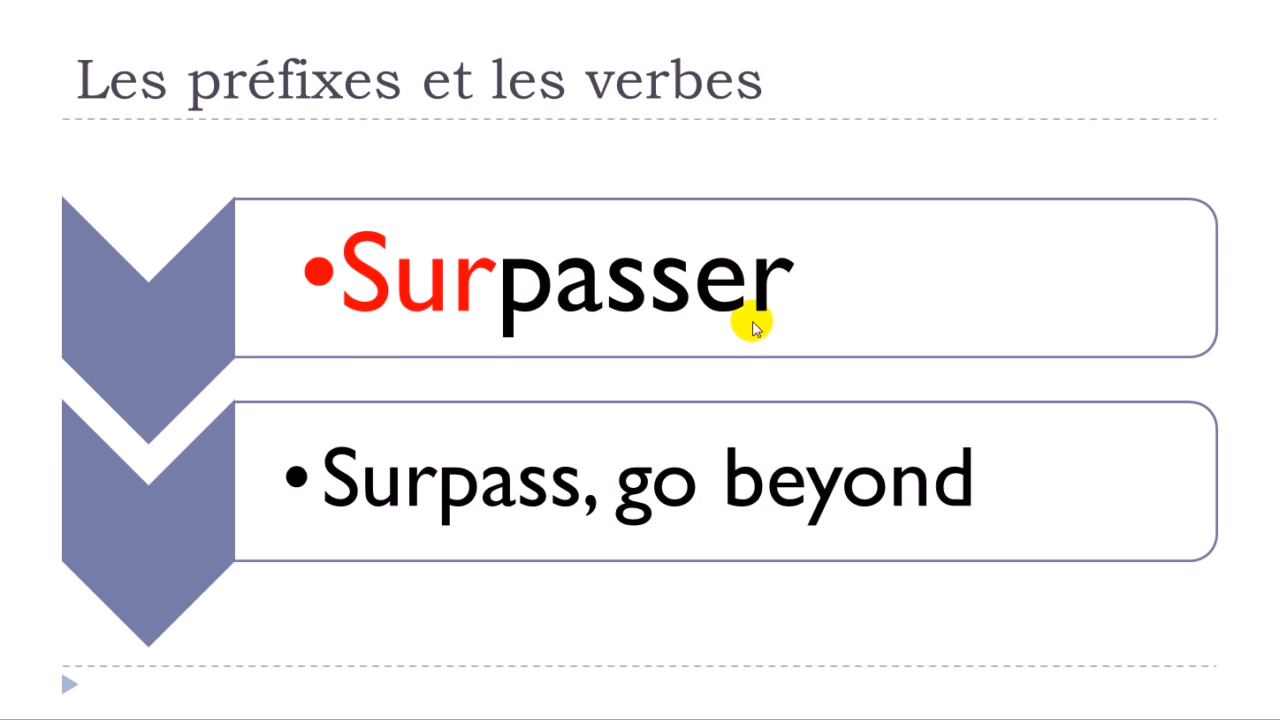 Les préfixes et les verbes
•Surpasser
•Surpass, go beyond